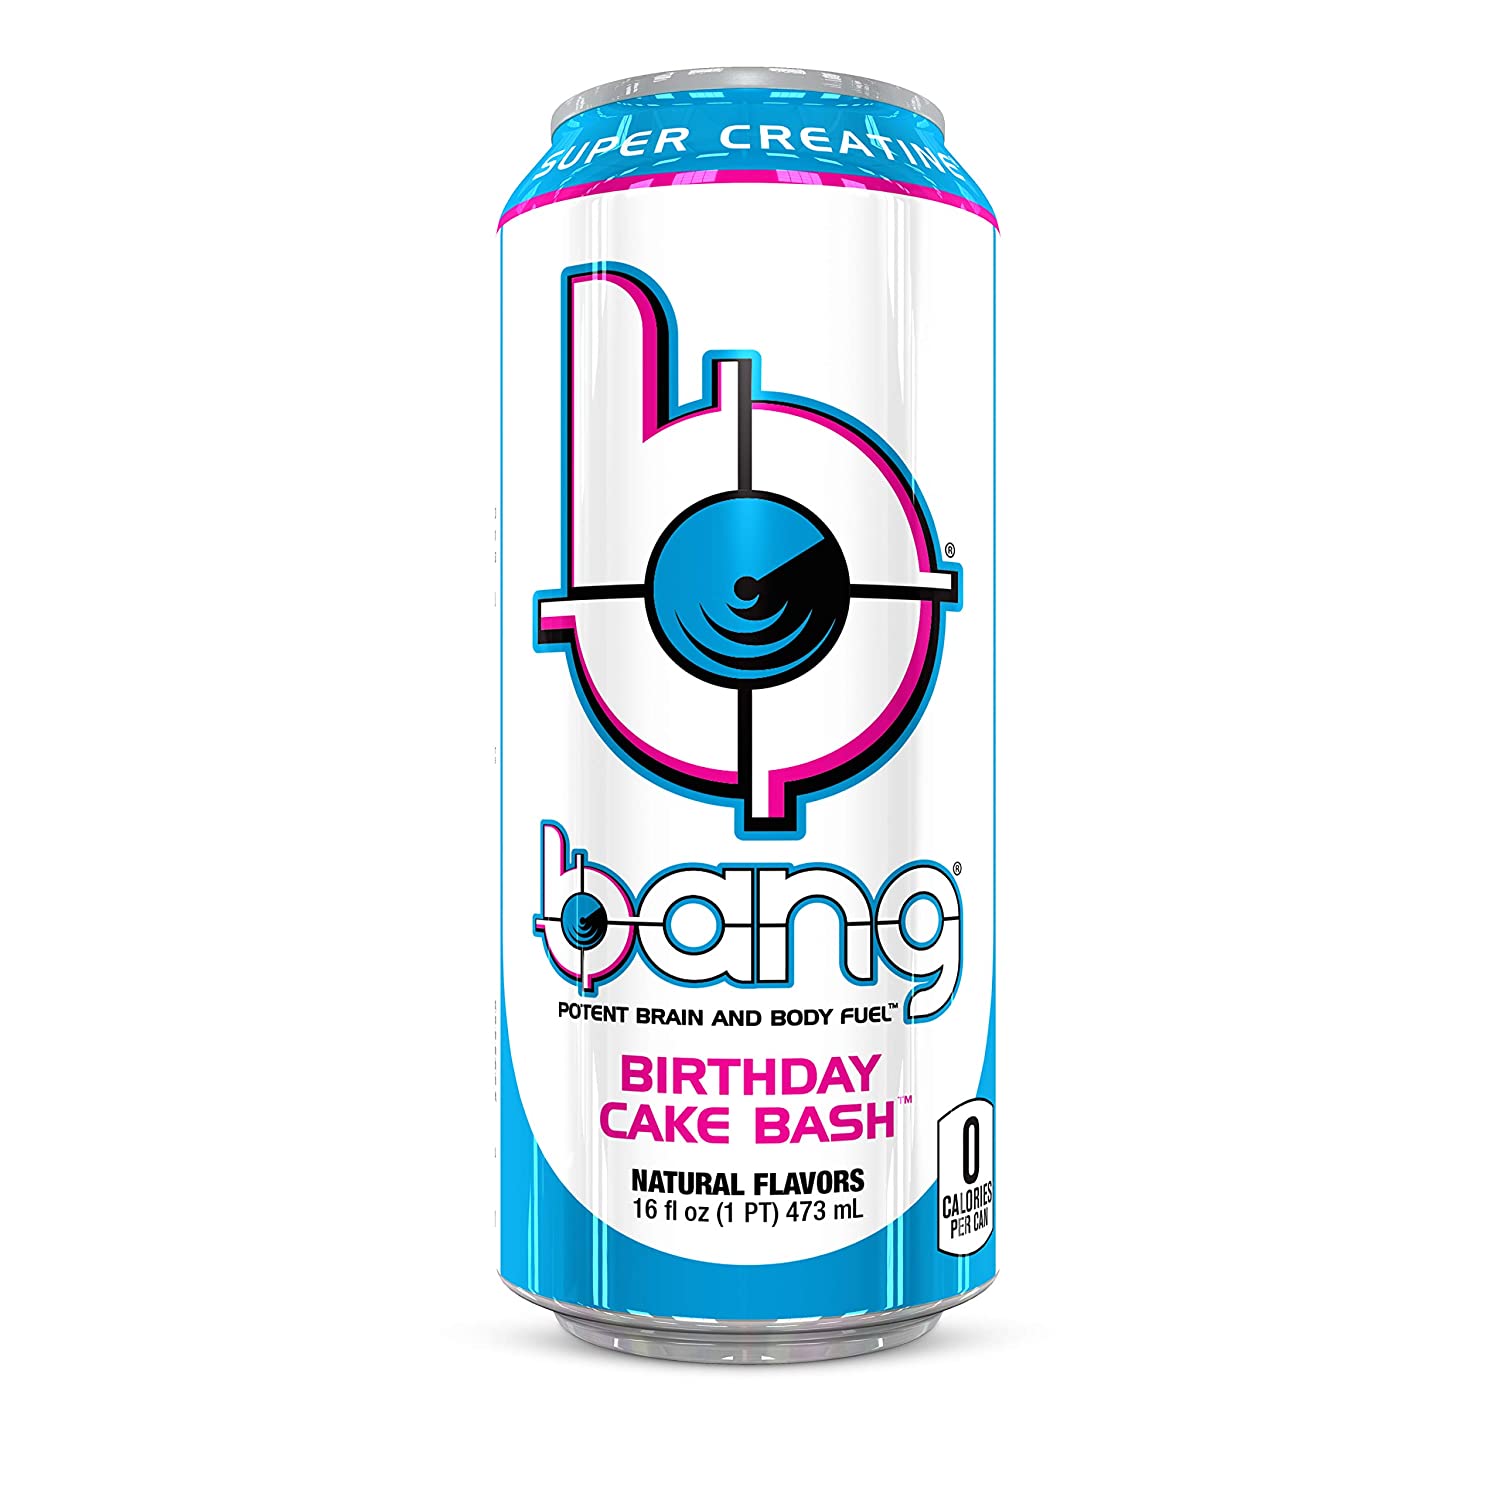 SUPER CREATINE
®
bang®
POTENT BRAIN AND BODY FUEL™
BIRTHDAY
CAKE BASH™
NATURAL FLAVORS
16 fl oz (1 PT) 473 mL
0
CALORIES
PER CAN